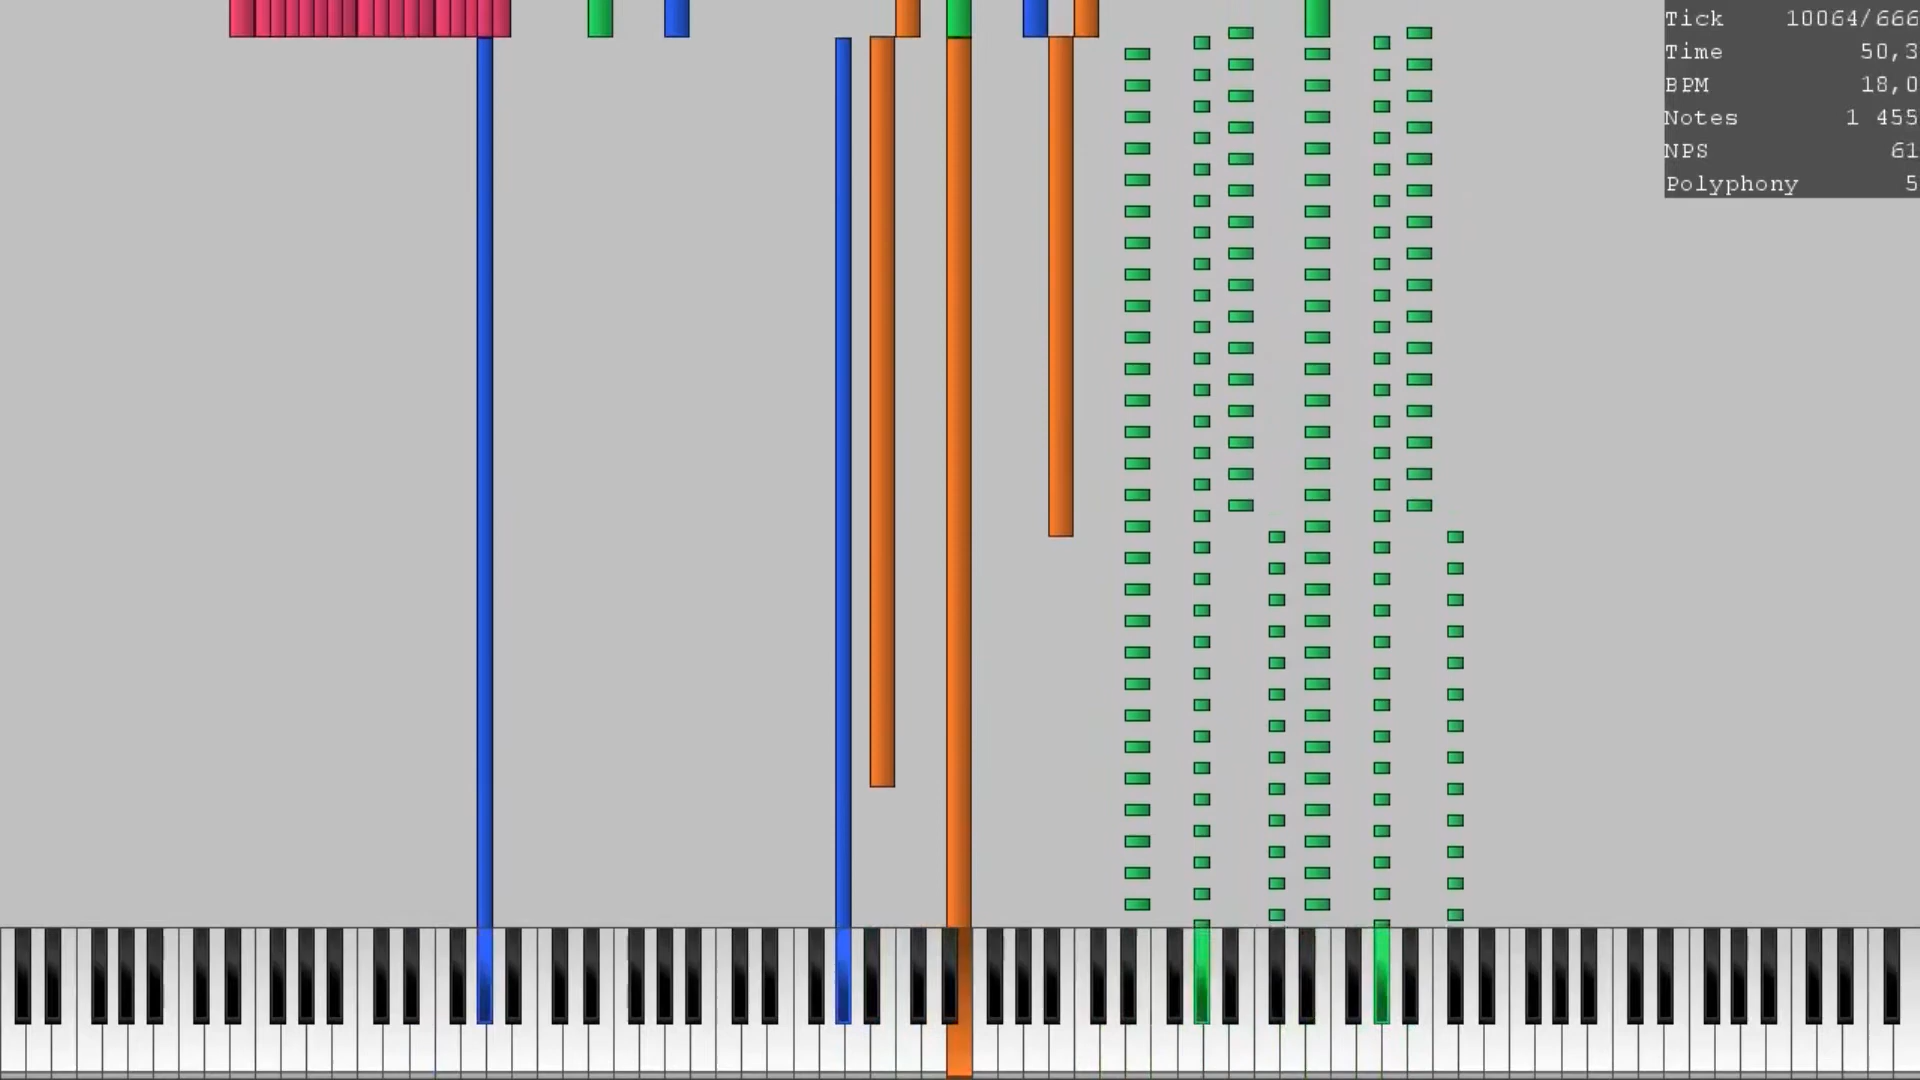 Tick 10064/666
Time 50,3
BPM 18,0
Notes 1 455
NPS 61
Polyphony 5